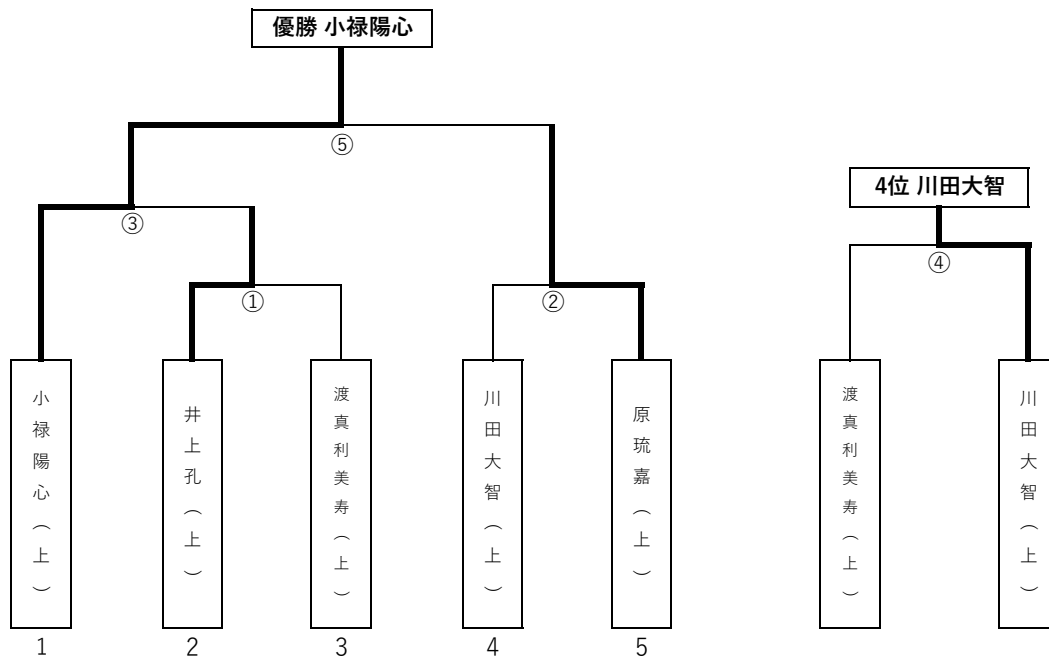 優勝 小禄陽心
⑤
4位 川田大智
③
④
①
②
小禄陽心（上）
井上孔（上）
渡真利美寿（上）
川田大智（上）
原琉嘉（上）
渡真利美寿（上）
川田大智（上）
1
2
3
4
5